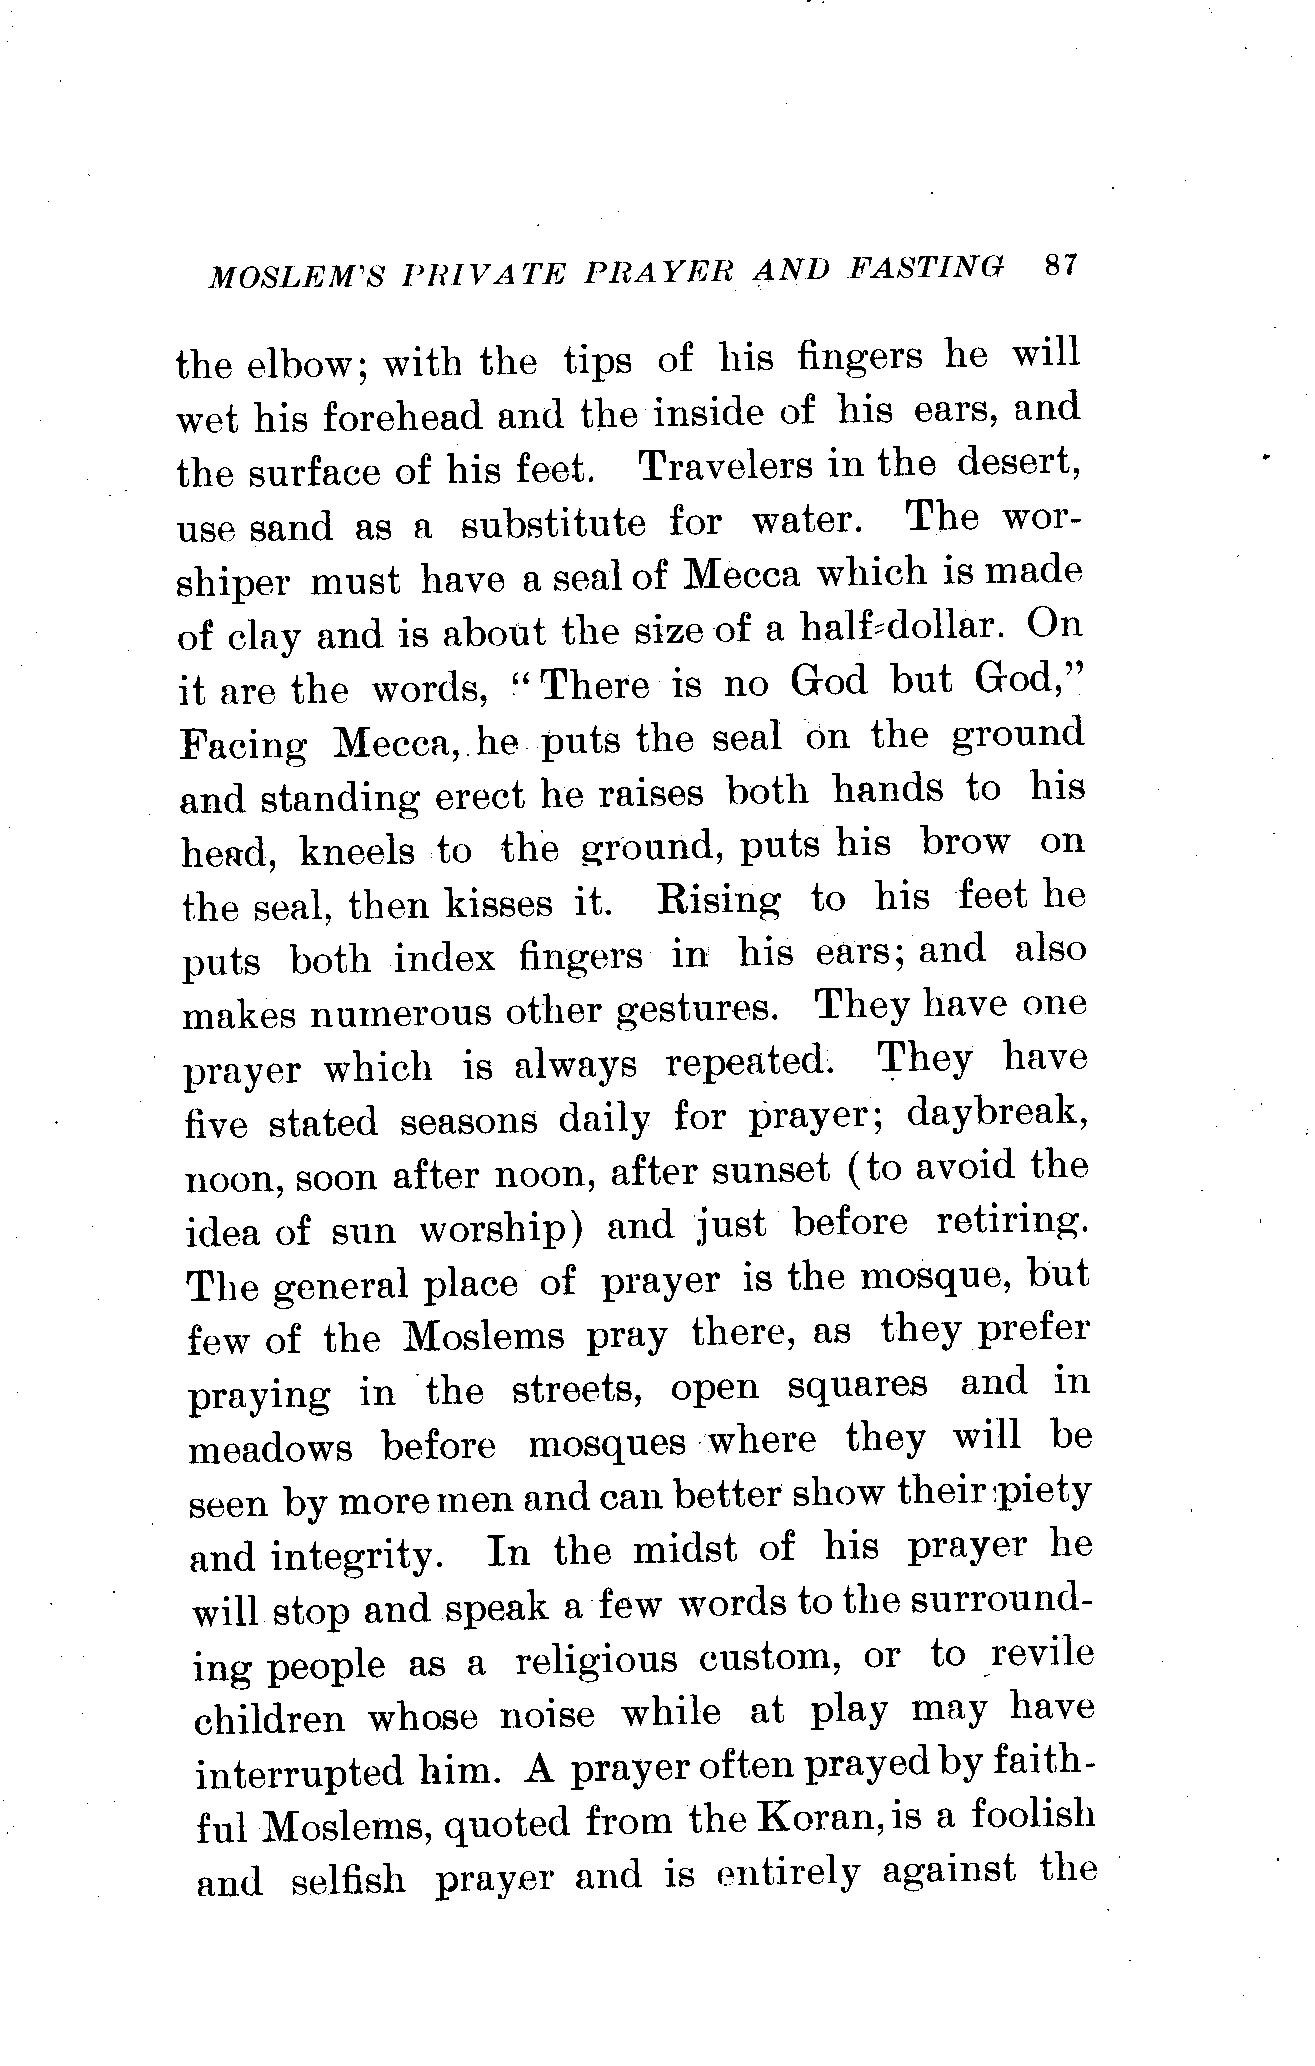 MOSLEM'S PRIVATE PRAYER AND FASTING 87
the elbow; with the tips of his fingers he will
wet his forehead and the inside of his ears, and
the surface of his feet. Travelers in the desert,
use sand as a substitute for water. The wor-
shiper must have a seal of Mecca which is made
of clay and is about the size of a half-dollar. On
it are the words, “There is no God but God,”
Facing Mecca, he puts the seal on the ground
and standing erect he raises both hands to his
head, kneels to the ground, puts his brow on
the seal, then kisses it. Rising to his feet he
puts both index fingers in his ears; and also
makes numerous other gestures. They have one
prayer which is always repeated. They have
five stated seasons daily for prayer; daybreak,
noon, soon after noon, after sunset (to avoid the
idea of sun worship) and just before retiring.
The general place of prayer is the mosque, but
few of the Moslems pray there, as they prefer
praying in the streets, open squares and in
meadows before mosques where they will be
seen by more men and can better show their piety
and integrity. In the midst of his prayer he
will stop and speak a few words to the surround-
ing people as a religious custom, or to revile
children whose noise while at play may have
interrupted him. A prayer often prayed by faith-
ful Moslems, quoted from the Koran, is a foolish
and selfish prayer and is entirely against the